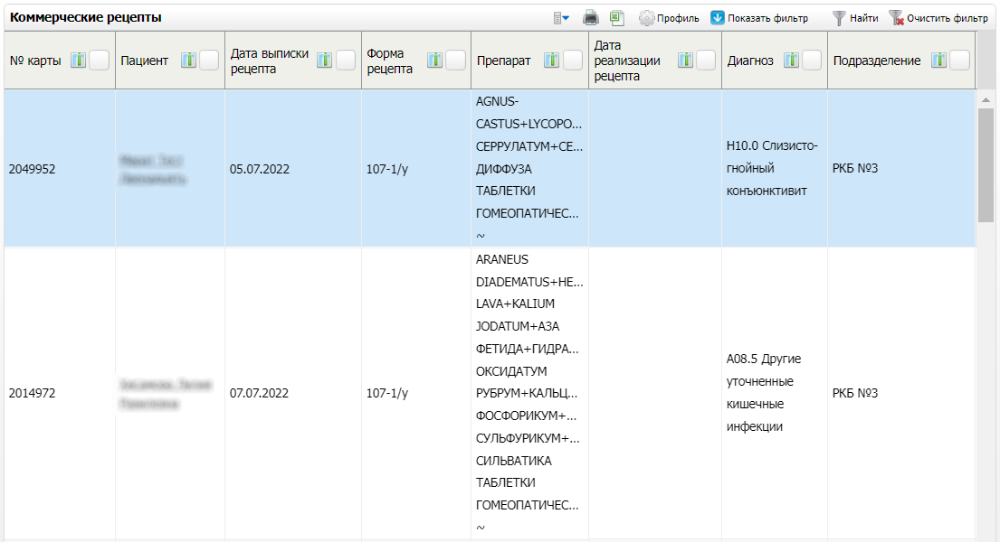 Коммерческие рецепты
Профиль
Показать фильтр
Найти
Очистить фильтр
№ карты
Пациент
Дата выписки
рецепта
Форма
рецепта
Препарат
Дата
реализации
рецепта
Диагноз
Подразделение
2049952
05.07.2022
107-1/у
AGNUS-
CASTUS+LYCOPO...
СЕРРУЛАТУМ+СЕ...
ДИФФУЗА
ТАБЛЕТКИ
ГОМЕОПАТИЧЕС...
~
H10.0 Слизисто-
гнойный
конъюнктивит
РКБ №3
2014972
07.07.2022
107-1/у
ARANEUS
DIADEMATUS+HE...
LAVA+KALIUM
JODATUM+АЗА
ФЕТИДА+ГИДРА...
ОКСИДАТУМ
РУБРУМ+КАЛЬЦ...
ФОСФОРИКУМ+...
СУЛЬФУРИКУМ+...
СИЛЬВАТИКА
ТАБЛЕТКИ
ГОМЕОПАТИЧЕС...
~
A08.5 Другие
уточненные
кишечные
инфекции
РКБ №3